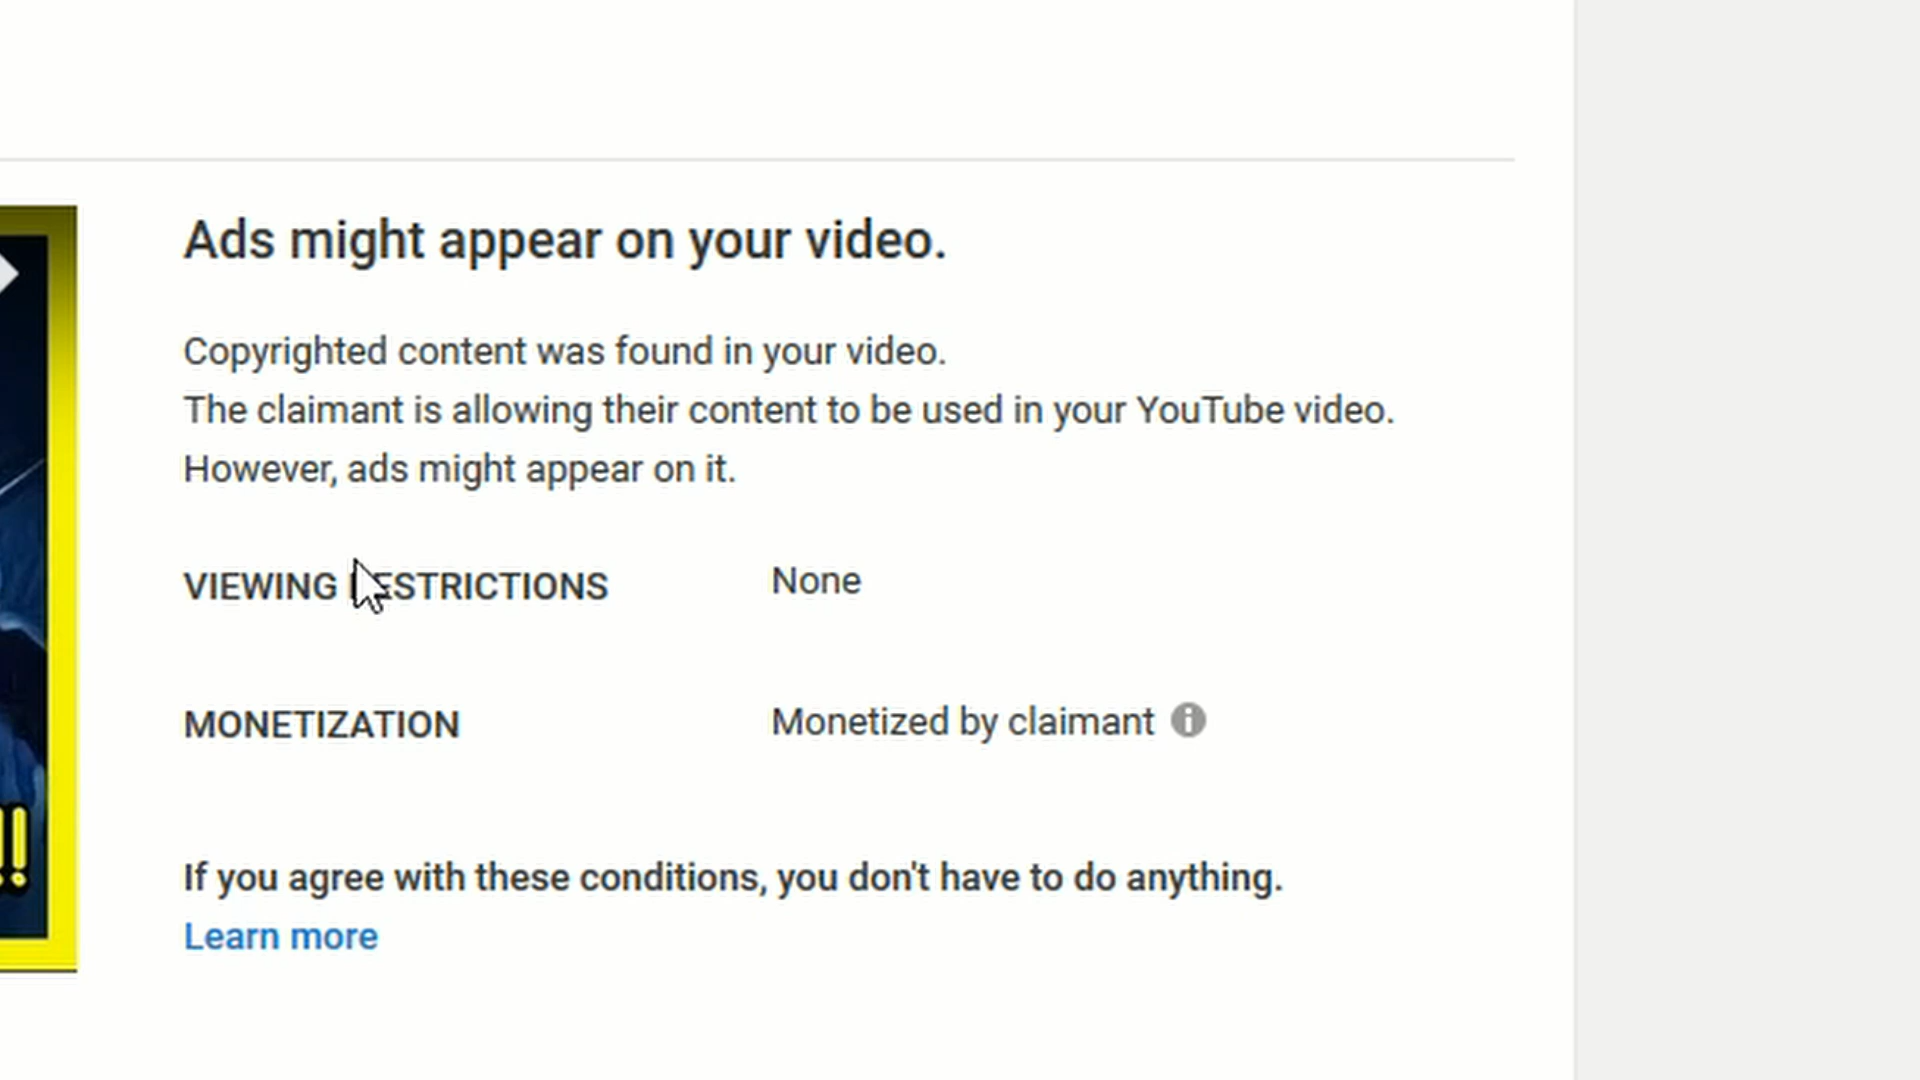 Ads might appear on your video.
Copyrighted content was found in your video.
The claimant is allowing their content to be used in your YouTube video.
However, ads might appear on it.
VIEWING RESTRICTIONS None
MONETIZATION Monetized by claimant
!!
If you agree with these conditions, you don't have to do anything.
Learn more